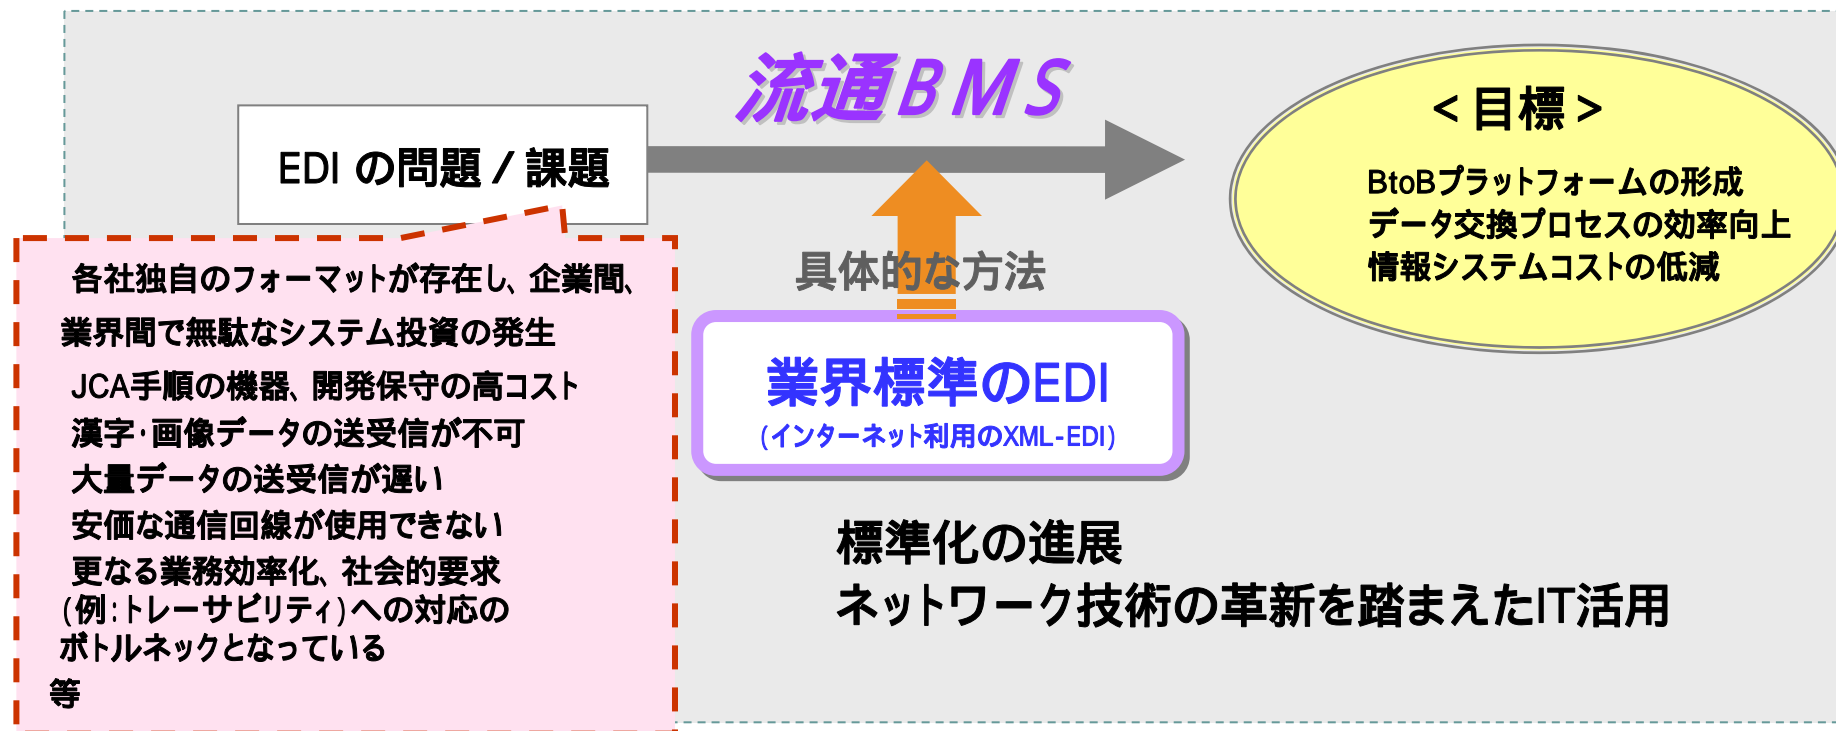 流通BMS
EDI の問題／課題
＜目標＞
BtoBプラットフォームの形成
データ交換プロセスの効率向上
情報システムコストの低減
各社独自のフォーマットが存在し、企業間、
業界間で無駄なシステム投資の発生
JCA手順の機器、開発保守の高コスト
漢字・画像データの送受信が不可
大量データの送受信が遅い
安価な通信回線が使用できない
更なる業務効率化、社会的要求
(例：トレーサビリティ)への対応の
ボトルネックとなっている
等
具体的な方法
業界標準のEDI
(インターネット利用のXML-EDI)
標準化の進展
ネットワーク技術の革新を踏まえたIT活用